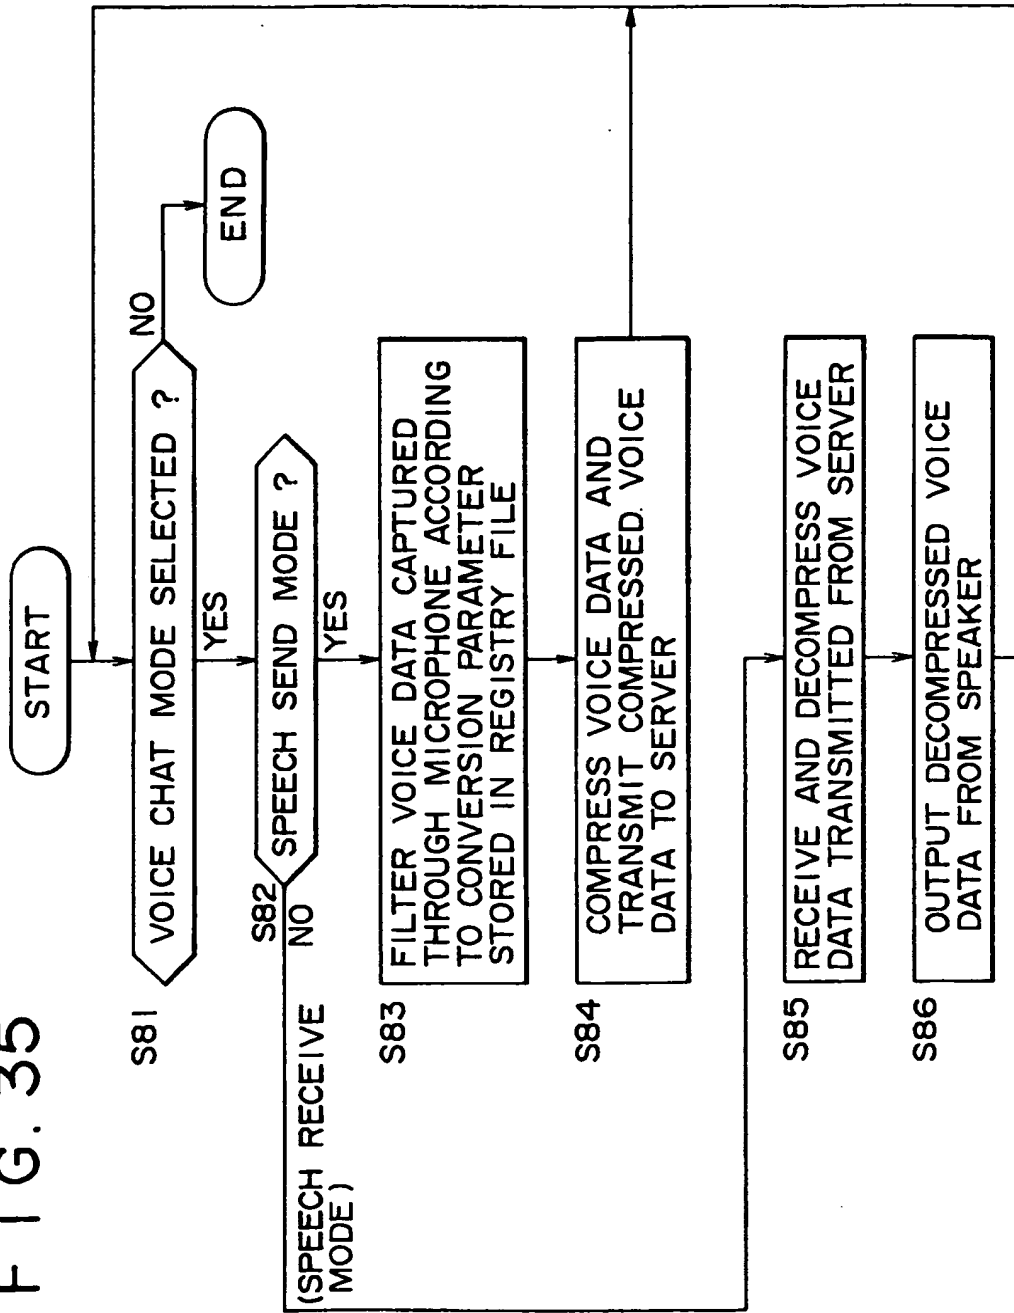 FIG. 35
START
S81
VOICE CHAT MODE SELECTED ?
NO
END
YES
S82
SPEECH SEND MODE ?
NO
YES
(SPEECH RECEIVE
MODE)
S83
FILTER VOICE DATA CAPTURED
THROUGH MICROPHONE ACCORDING
TO CONVERSION PARAMETER
STORED IN REGISTRY FILE
S84
COMPRESS VOICE DATA AND
TRANSMIT COMPRESSED VOICE
DATA TO SERVER
S85
RECEIVE AND DECOMPRESS VOICE
DATA TRANSMITTED FROM SERVER
S86
OUTPUT DECOMPRESSED VOICE
DATA FROM SPEAKER